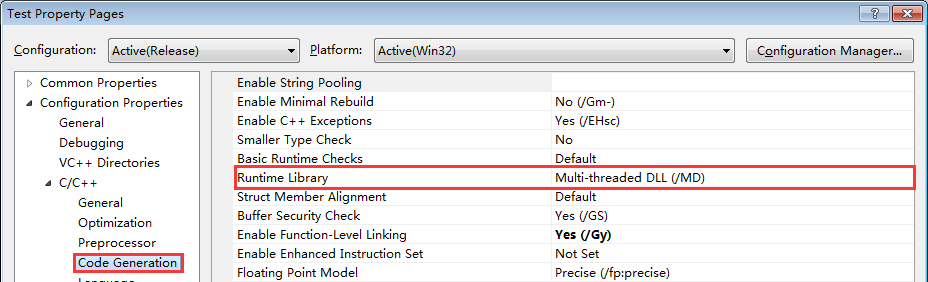 Test Property Pages
Configuration: Active(Release) Platform: Active(Win32) Configuration Manager...
Common Properties
Configuration Properties
General
Debugging
VC++ Directories
C/C++
General
Optimization
Preprocessor
Code Generation
Language
Enable String Pooling
Enable Minimal Rebuild No (/Gm-)
Enable C++ Exceptions Yes (/EHsc)
Smaller Type Check No
Basic Runtime Checks Default
Runtime Library Multi-threaded DLL (/MD)
Struct Member Alignment Default
Buffer Security Check Yes (/GS)
Enable Function-Level Linking Yes (/Gy)
Enable Enhanced Instruction Set Not Set
Floating Point Model Precise (/fp:precise)